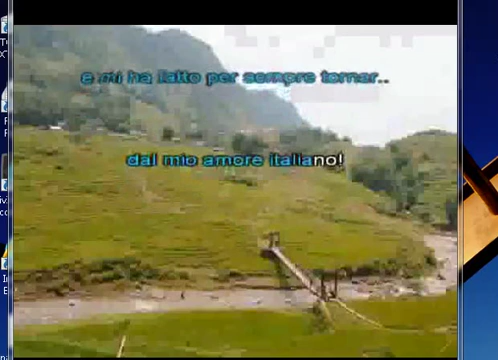 e mi ha fatto per sempre tornar..
dal mio amore italiano!